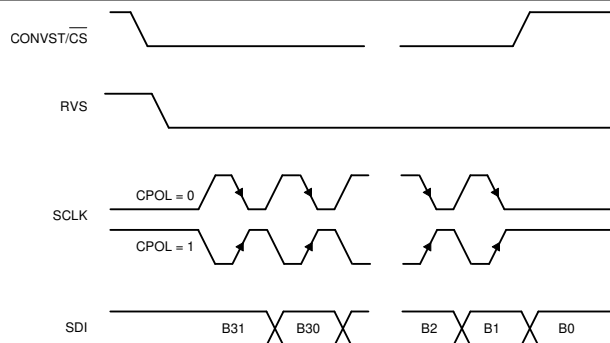 CONVST/CS
RVS
CPOL = 0
SCLK
CPOL = 1
SDI B31 B30 B2 B1 B0